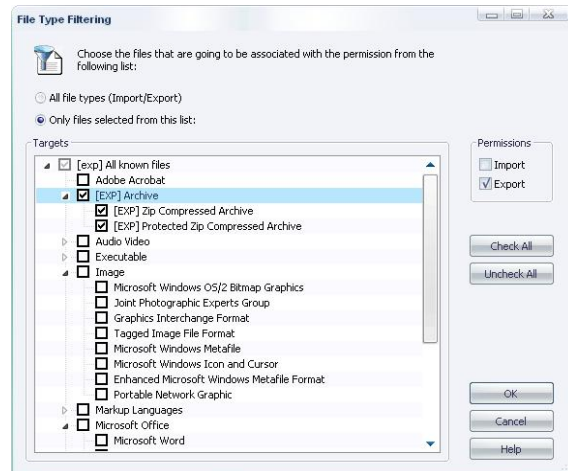 File Type Filtering
Choose the files that are going to be associated with the permission from the
following list:
All file types (Import/Export)
Only files selected from this list:
Targets
[exp] All known files
Adobe Acrobat
[EXP] Archive
[EXP] Zip Compressed Archive
[EXP] Protected Zip Compressed Archive
Audio Video
Executable
Image
Microsoft Windows OS/2 Bitmap Graphics
Joint Photographic Experts Group
Graphics Interchange Format
Tagged Image File Format
Microsoft Windows Metafile
Microsoft Windows Icon and Cursor
Enhanced Microsoft Windows Metafile Format
Portable Network Graphic
Markup Languages
Microsoft Office
Microsoft Word
Permissions
Import
Export
Check All
Uncheck All
OK
Cancel
Help